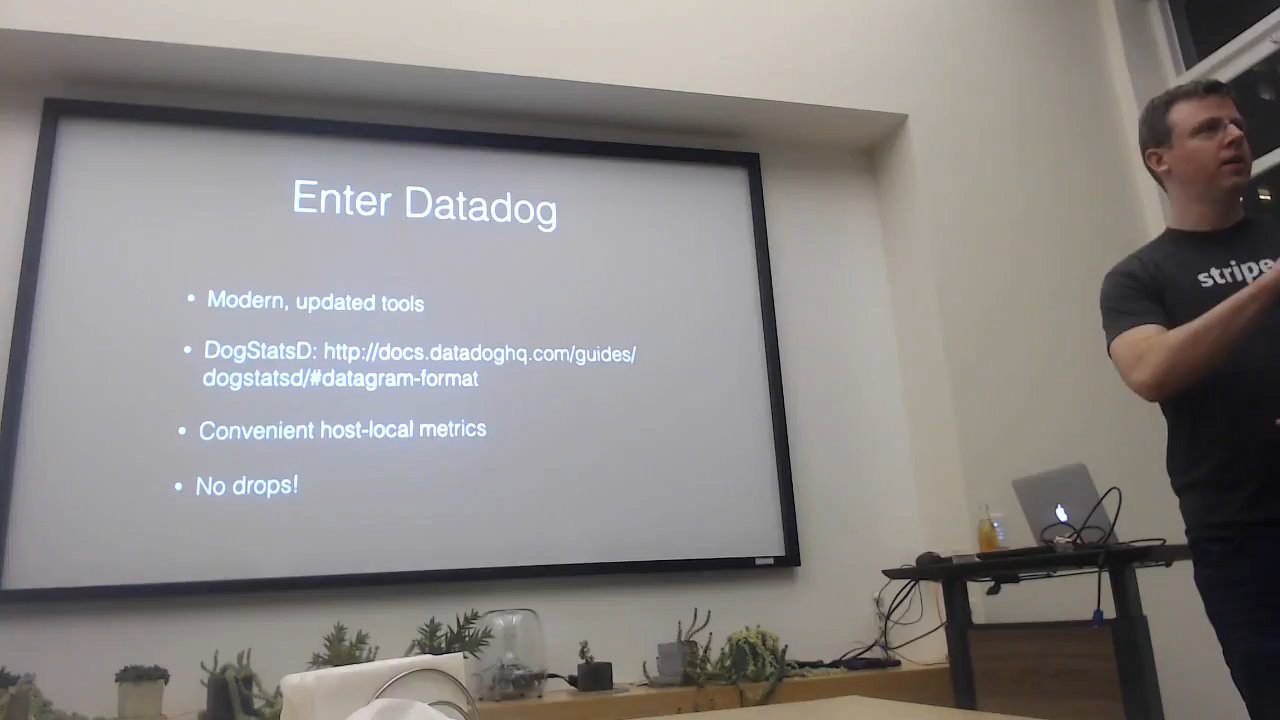 Enter Datadog
• Modern, updated tools
• DogStatsD: http://docs.datadoghq.com/guides/
dogstatsd/#datagram-format
• Convenient host-local metrics
• No drops!
stripe